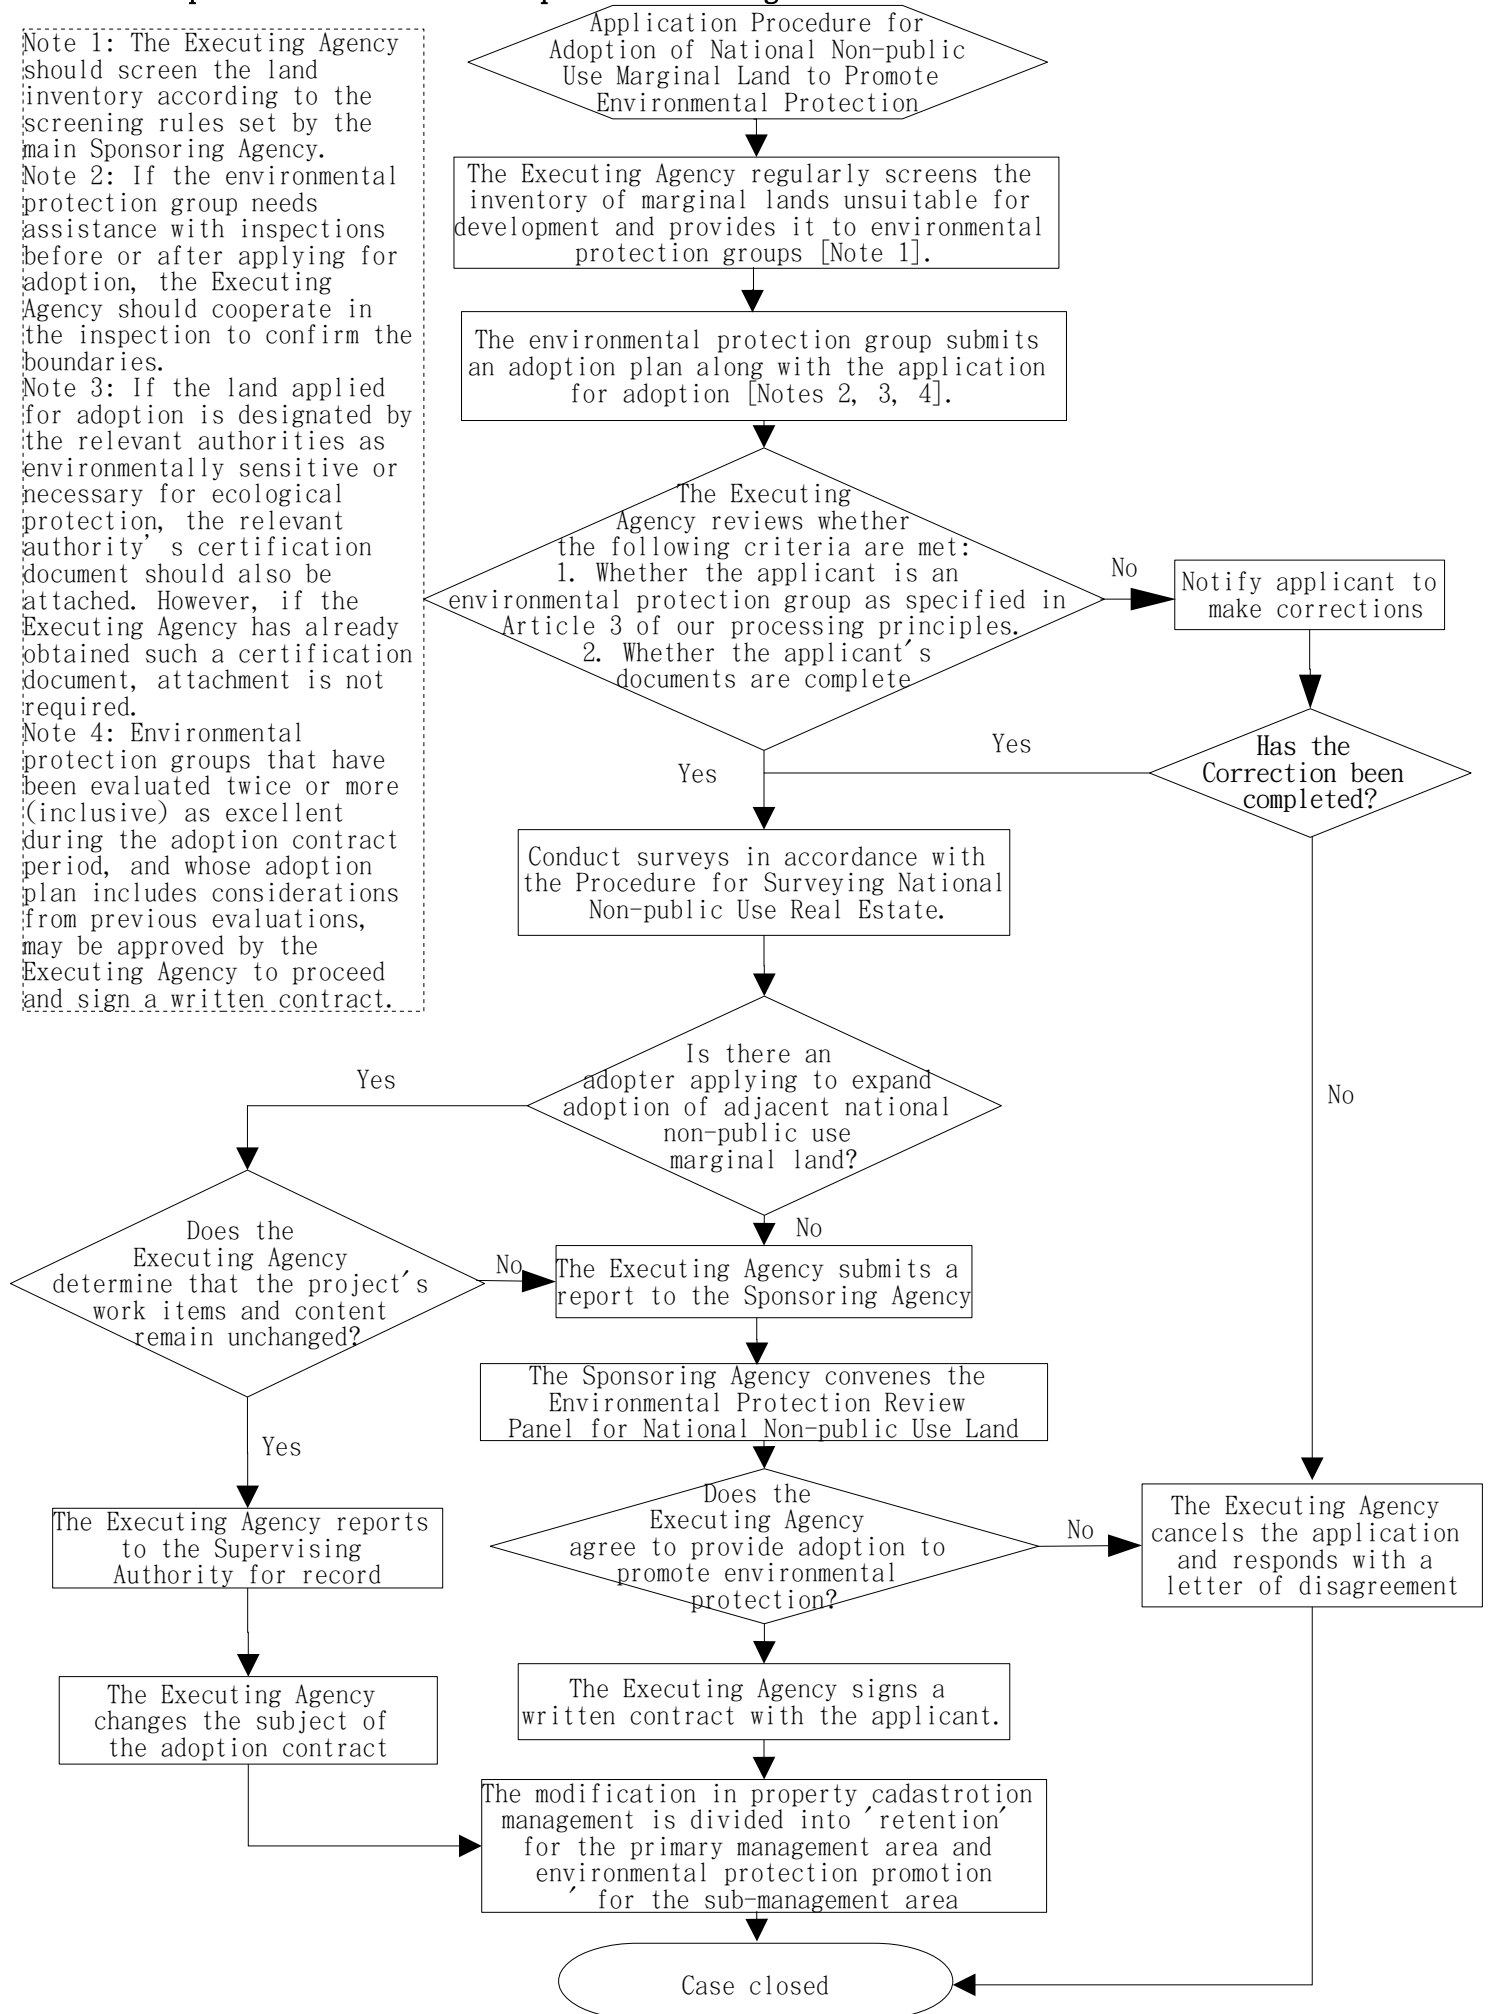 Application Procedure for
Adoption of National Non-public
Use Marginal Land to Promote
Environmental Protection
Note 1: The Executing Agency
should screen the land
inventory according to the
screening rules set by the
main Sponsoring Agency.
Note 2: If the environmental
protection group needs
assistance with inspections
before or after applying for
adoption, the Executing
Agency should cooperate in
the inspection to confirm the
boundaries.
Note 3: If the land applied
for adoption is designated by
the relevant authorities as
environmentally sensitive or
necessary for ecological
protection, the relevant
authority’s certification
document should also be
attached. However, if the
Executing Agency has already
obtained such a certification
document, attachment is not
required.
Note 4: Environmental
protection groups that have
been evaluated twice or more
(inclusive) as excellent
during the adoption contract
period, and whose adoption
plan includes considerations
from previous evaluations,
may be approved by the
Executing Agency to proceed
and sign a written contract.
The Executing Agency regularly screens the
inventory of marginal lands unsuitable for
development and provides it to environmental
protection groups [Note 1].
The environmental protection group submits
an adoption plan along with the application
for adoption [Notes 2, 3, 4].
The Executing
Agency reviews whether
the following criteria are met:
1. Whether the applicant is an
environmental protection group as specified in
Article 3 of our processing principles.
2. Whether the applicant's
documents are complete
No
Notify applicant to
make corrections
Yes
Yes
Has the
Correction been
completed?
Conduct surveys in accordance with
the Procedure for Surveying National
Non-public Use Real Estate.
Is there an
adopter applying to expand
adoption of adjacent national
non-public use
marginal land?
Yes
No
No
Does the
Executing Agency
determine that the project's
work items and content
remain unchanged?
No
The Executing Agency submits a
report to the Sponsoring Agency
The Sponsoring Agency convenes the
Environmental Protection Review
Panel for National Non-public Use Land
Yes
Does the
Executing Agency
agree to provide adoption to
promote environmental
protection?
No
The Executing Agency
cancels the application
and responds with a
letter of disagreement
The Executing Agency reports
to the Supervising
Authority for record
The Executing Agency
changes the subject of
the adoption contract
The Executing Agency signs a
written contract with the applicant.
The modification in property cadastrotion
management is divided into 'retention'
for the primary management area and
environmental protection promotion
' for the sub-management area
Case closed